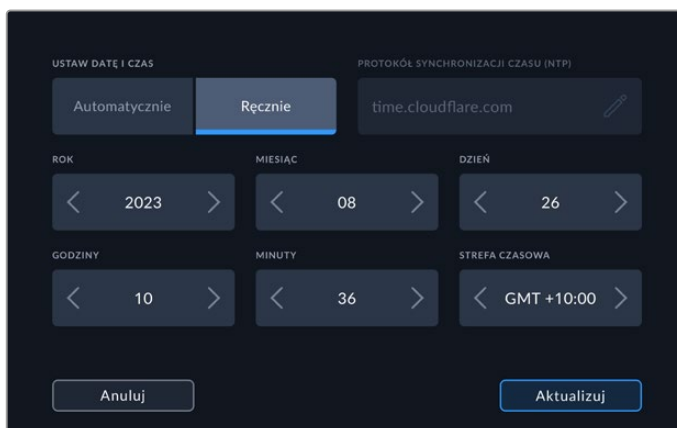 USTAW DATĘ I CZAS PROTOKÓŁ SYNCHRONIZACJI CZASU (NTP)
Automatycznie Ręcznie time.cloudflare.com
ROK MIESIĄC DZIEŃ
2023 08 26
GODZINY MINUTY STREFA CZASOWA
10 36 GMT +10:00
Anuluj Aktualizuj